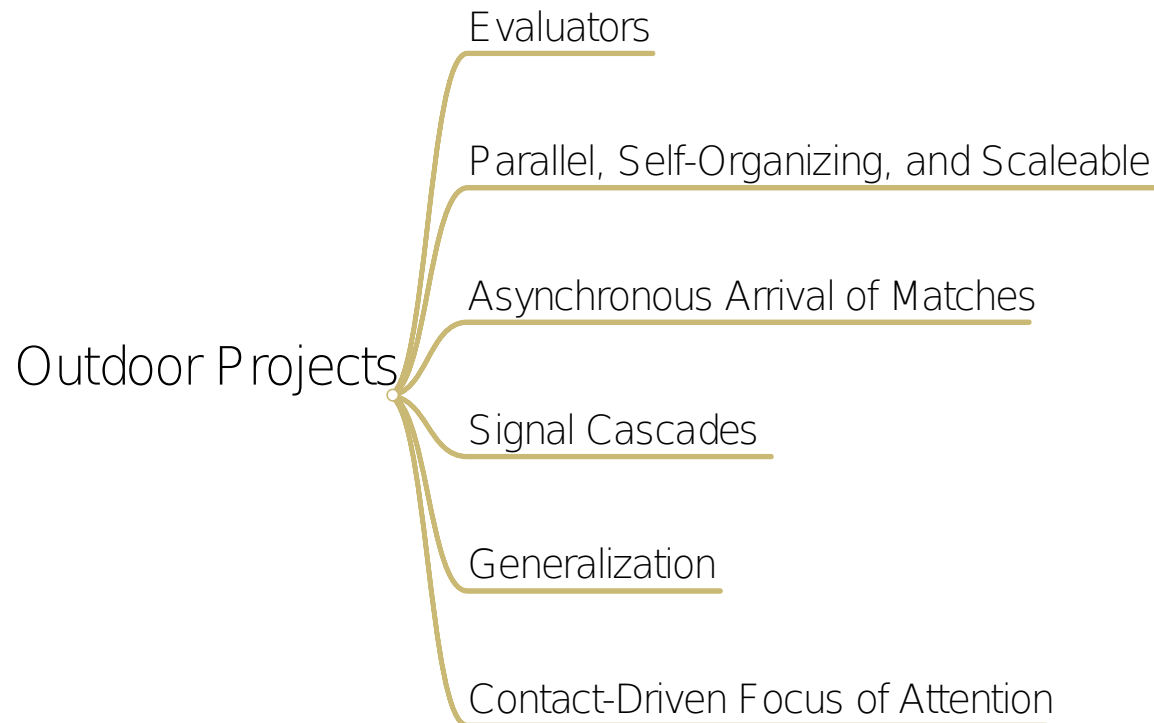 Evaluators
Parallel, Self-Organizing, and Scaleable
Asynchronous Arrival of Matches
Outdoor Projects
Signal Cascades
Generalization
Contact-Driven Focus of Attention